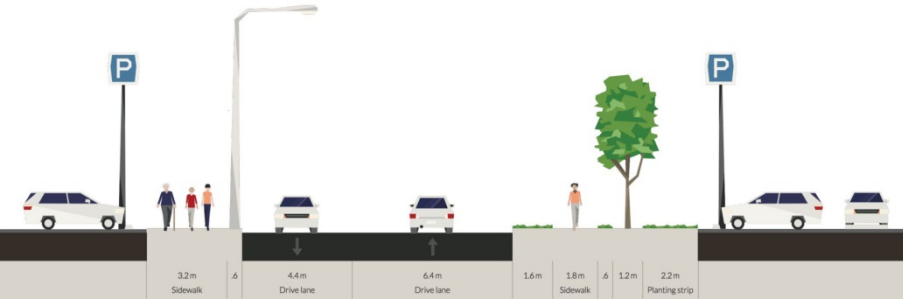 P
P
3.2 m
Sidewalk
.6
4.4 m
Drive lane
6.4 m
Drive lane
1.6 m
1.8 m
Sidewalk
.6
1.2 m
2.2 m
Planting strip